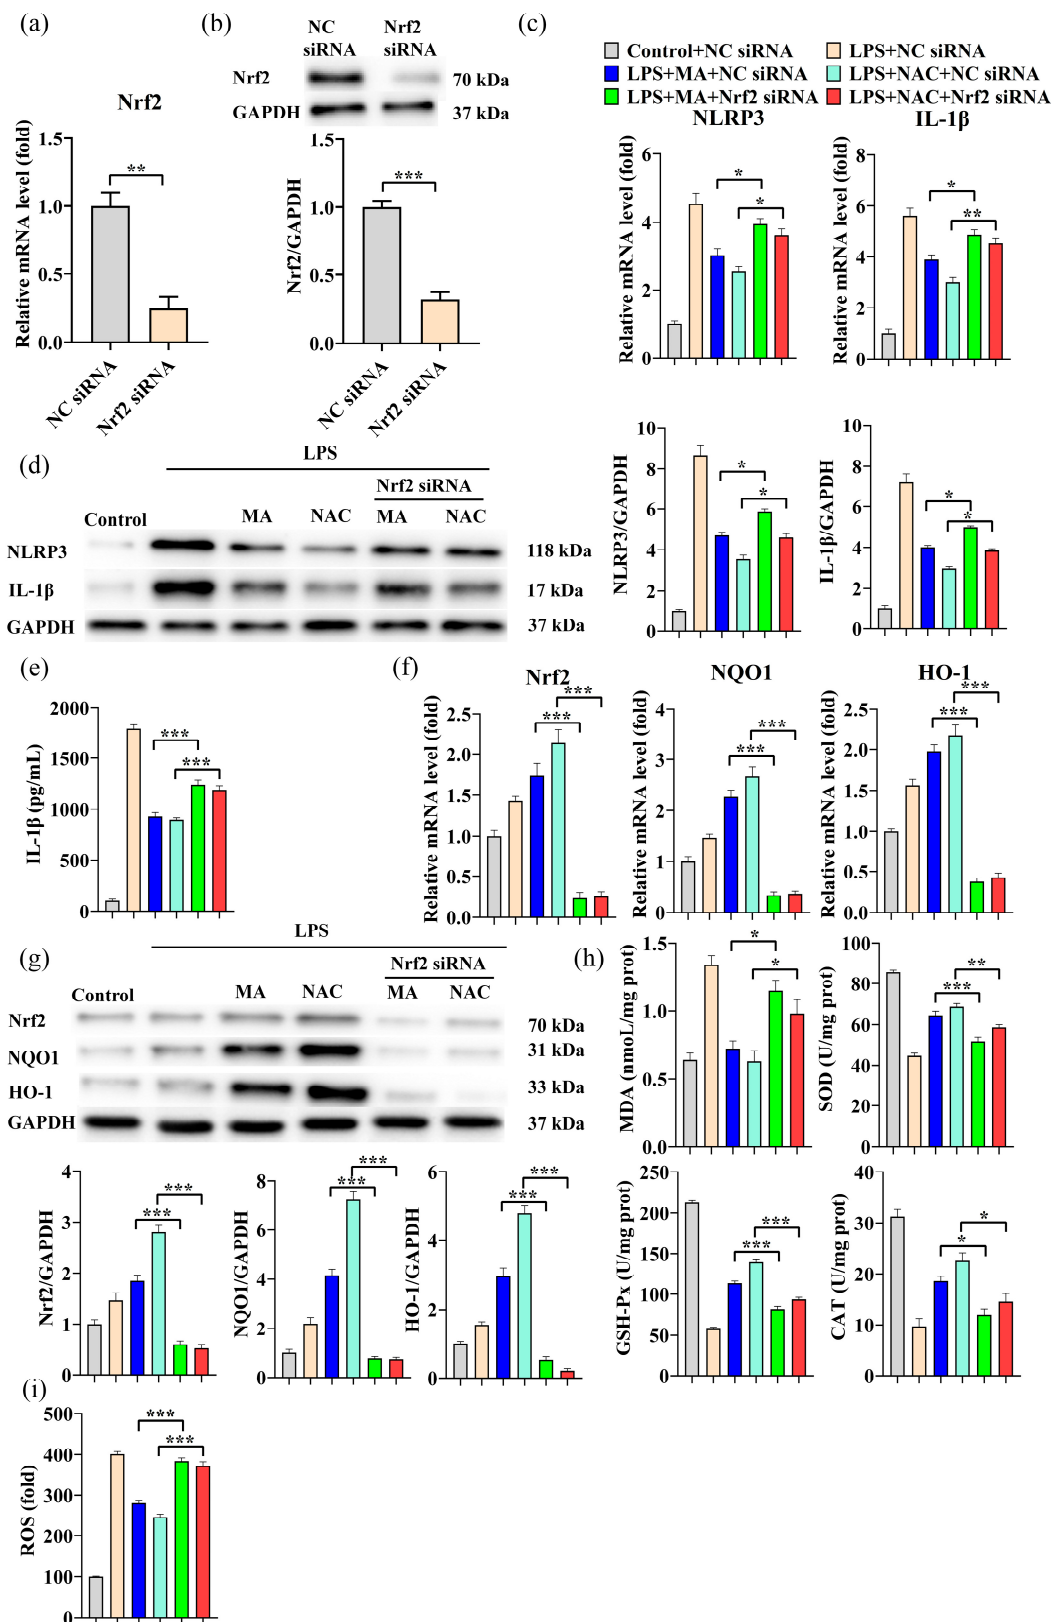 (a)
Nrf2
Relative mRNA level (fold)
1.5
1.0
0.5
0.0
**
NC siRNA
Nrf2 siRNA
(b)
NC siRNA
Nrf2 siRNA
Nrf2
70 kDa
GAPDH
37 kDa
Nrf2/GAPDH
1.5
1.0
0.5
0.0
***
NC siRNA
Nrf2 siRNA
(c)
Control+NC siRNA
LPS+NC siRNA
LPS+MA+NC siRNA
LPS+NAC+NC siRNA
LPS+MA+Nrf2 siRNA
LPS+NAC+Nrf2 siRNA
NLRP3
Relative mRNA level (fold)
6
4
2
0
*
*
IL-1β
Relative mRNA level (fold)
8
6
4
2
0
*
**
(d)
LPS
Nrf2 siRNA
Control
MA
NAC
MA
NAC
NLRP3
118 kDa
IL-1β
17 kDa
GAPDH
37 kDa
NLRP3/GAPDH
10
8
6
4
2
0
*
*
IL-1β/GAPDH
10
8
6
4
2
0
*
*
(e)
IL-1β (pg/mL)
2000
1500
1000
500
0
***
***
(f)
Nrf2
Relative mRNA level (fold)
2.5
2.0
1.5
1.0
0.5
0.0
***
***
NQO1
Relative mRNA level (fold)
4
3
2
1
0
***
***
HO-1
Relative mRNA level (fold)
2.5
2.0
1.5
1.0
0.5
0.0
***
***
(g)
LPS
Nrf2 siRNA
Control
MA
NAC
MA
NAC
Nrf2
70 kDa
NQO1
31 kDa
HO-1
33 kDa
GAPDH
37 kDa
Nrf2/GAPDH
4
3
2
1
0
***
***
NQO1/GAPDH
8
6
4
2
0
***
***
HO-1/GAPDH
6
4
2
0
***
***
(h)
MDA (nmoL/mg prot)
1.5
1.0
0.5
0.0
*
*
SOD (U/mg prot)
100
80
60
40
20
0
***
**
GSH-Px (U/mg prot)
250
200
150
100
50
0
***
***
CAT (U/mg prot)
40
30
20
10
0
*
*
(i)
ROS (fold)
500
400
300
200
100
0
***
***